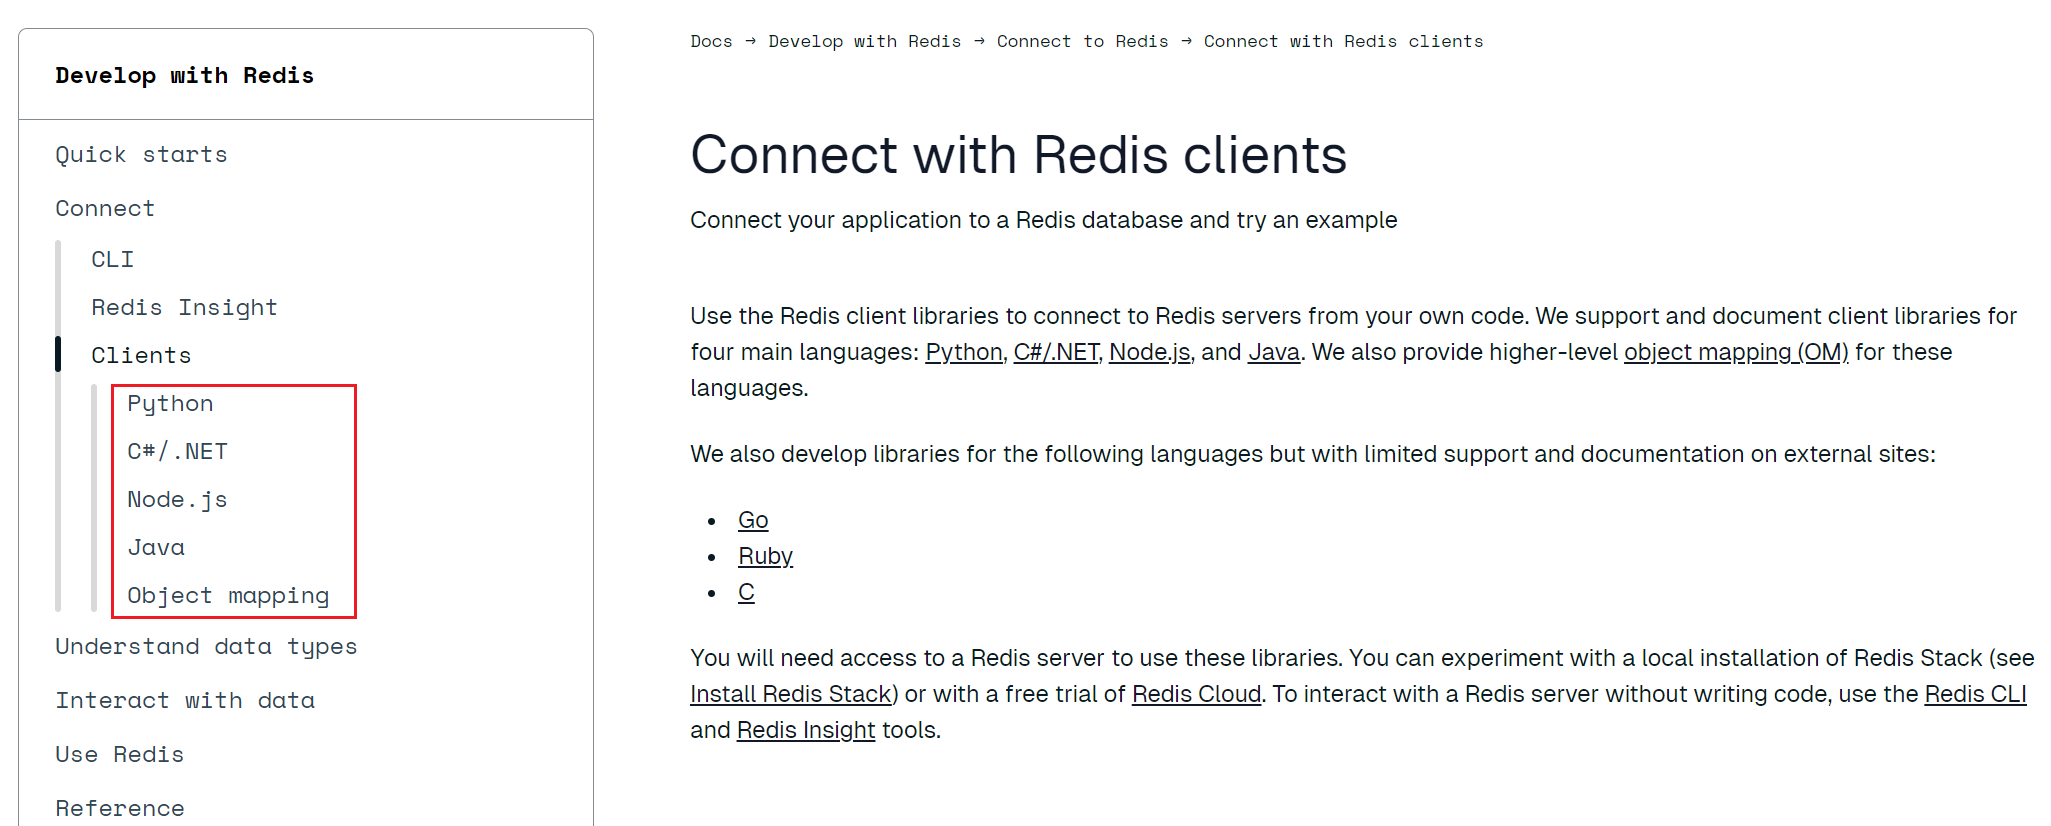 Develop with Redis
Quick starts
Connect
CLI
Redis Insight
Clients
Python
C#/.NET
Node.js
Java
Object mapping
Understand data types
Interact with data
Use Redis
Reference
Docs → Develop with Redis → Connect to Redis → Connect with Redis clients
Connect with Redis clients
Connect your application to a Redis database and try an example
Use the Redis client libraries to connect to Redis servers from your own code. We support and document client libraries for
four main languages: Python, C#/.NET, Node.js, and Java. We also provide higher-level object mapping (OM) for these
languages.
We also develop libraries for the following languages but with limited support and documentation on external sites:
• Go
• Ruby
• C
You will need access to a Redis server to use these libraries. You can experiment with a local installation of Redis Stack (see
Install Redis Stack) or with a free trial of Redis Cloud. To interact with a Redis server without writing code, use the Redis CLI
and Redis Insight tools.